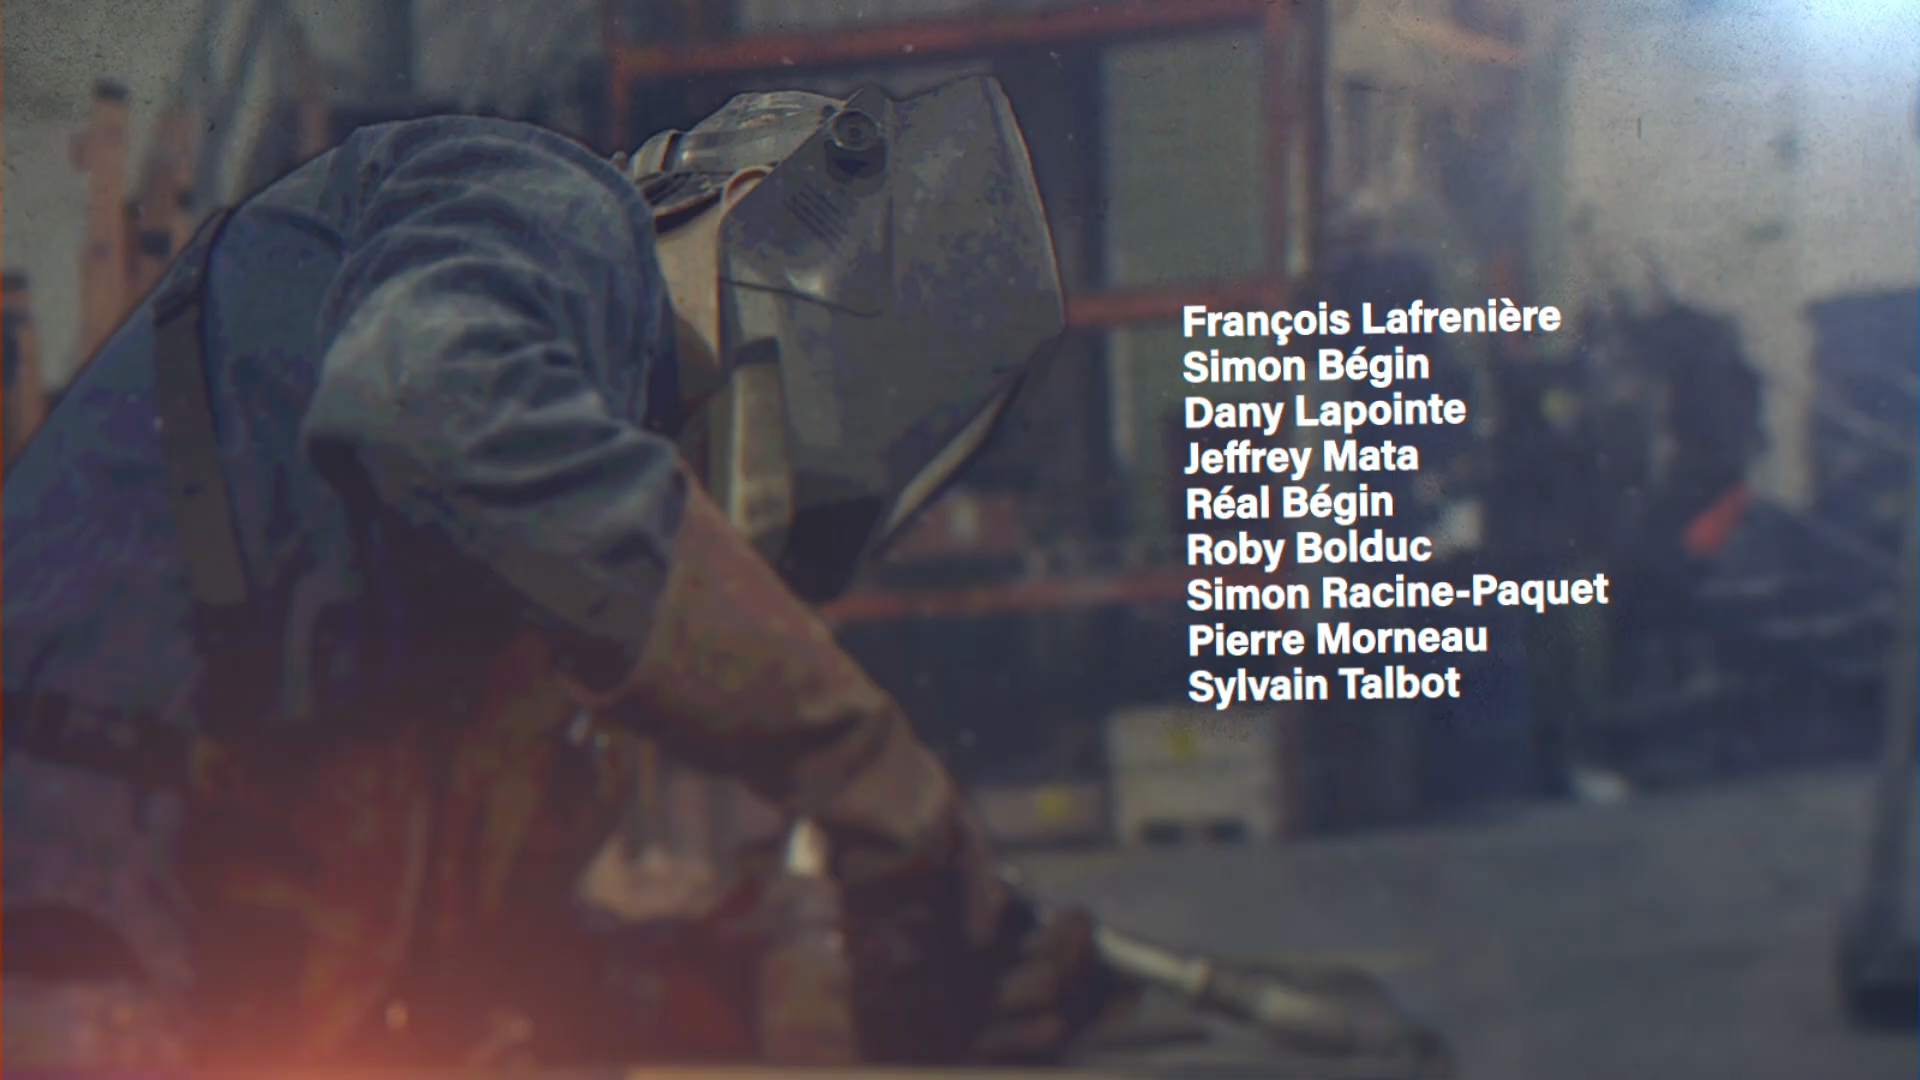 François Lafrenière
Simon Bégin
Dany Lapointe
Jeffrey Mata
Réal Bégin
Roby Bolduc
Simon Racine-Paquet
Pierre Morneau
Sylvain Talbot